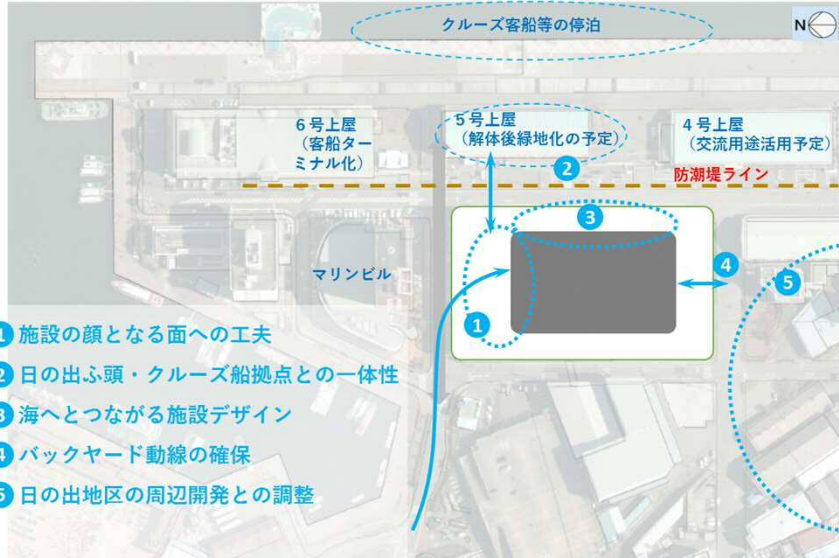 クルーズ客船等の停泊
N
6号上屋
（客船ター
ミナル化）
5号上屋
（解体後緑地化の予定）
4号上屋
（交流用途活用予定）
2
防潮堤ライン
3
4
5
マリンビル
1
1 施設の顔となる面への工夫
2 日の出ふ頭・クルーズ船拠点との一体性
3 海へとつながる施設デザイン
4 バックヤード動線の確保
5 日の出地区の周辺開発との調整